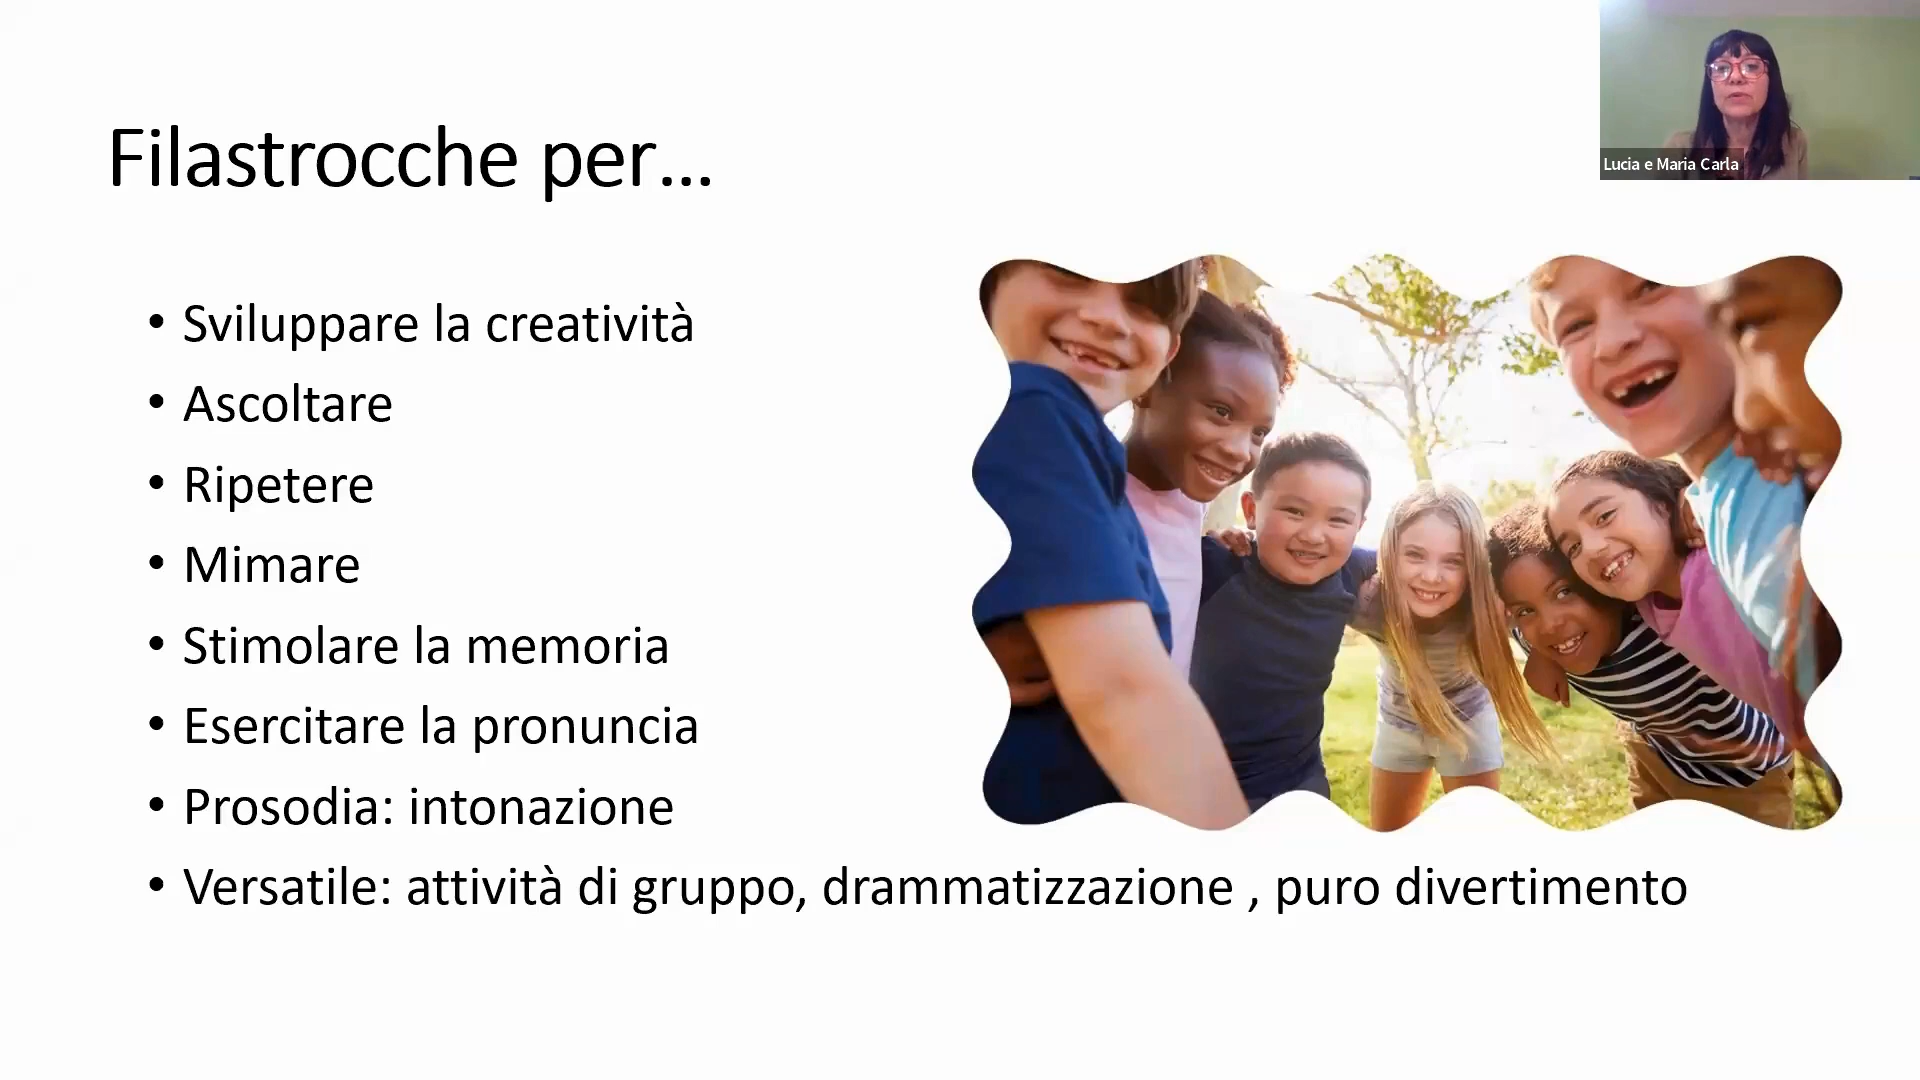 Filastrocche per...
Lucia e Maria Carla
• Sviluppare la creatività
• Ascoltare
• Ripetere
• Mimare
• Stimolare la memoria
• Esercitare la pronuncia
• Prosodia: intonazione
• Versatile: attività di gruppo, drammatizzazione , puro divertimento